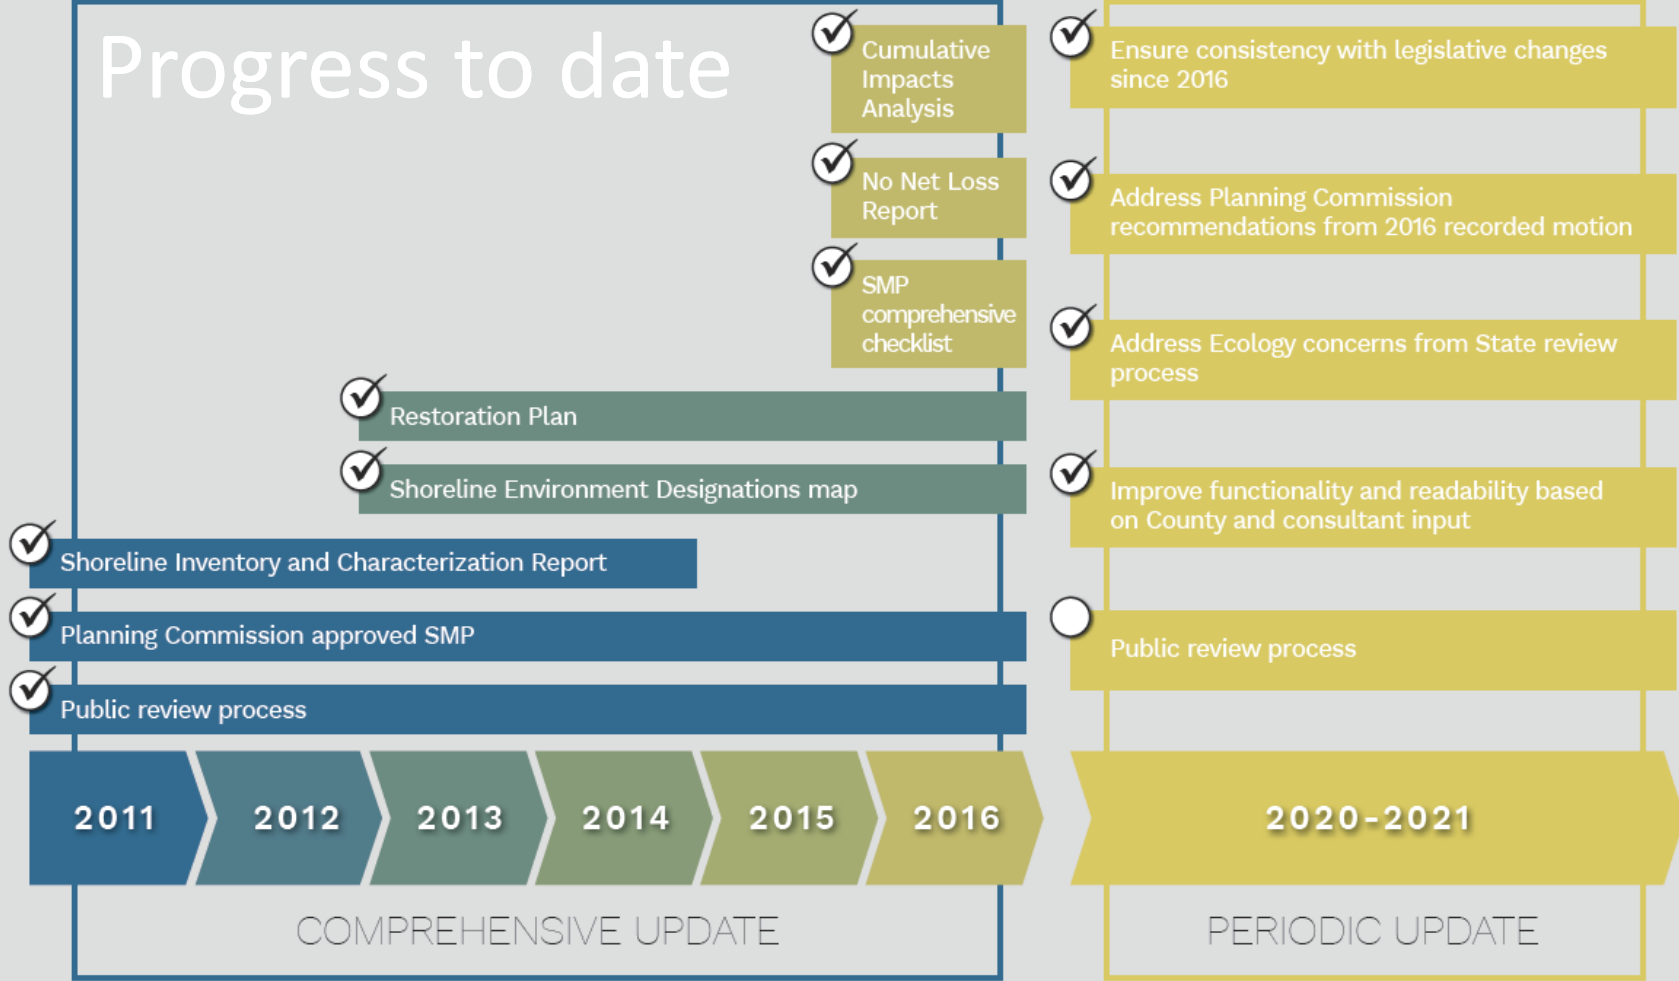 Progress to date
Cumulative
Impacts
Analysis
No Net Loss
Report
SMP
comprehensive
checklist
Restoration Plan
Shoreline Environment Designations map
Shoreline Inventory and Characterization Report
Planning Commission approved SMP
Public review process
Ensure consistency with legislative changes
since 2016
Address Planning Commission
recommendations from 2016 recorded motion
Address Ecology concerns from State review
process
Improve functionality and readability based
on County and consultant input
Public review process
2011
2012
2013
2014
2015
2016
2020-2021
COMPREHENSIVE UPDATE
PERIODIC UPDATE